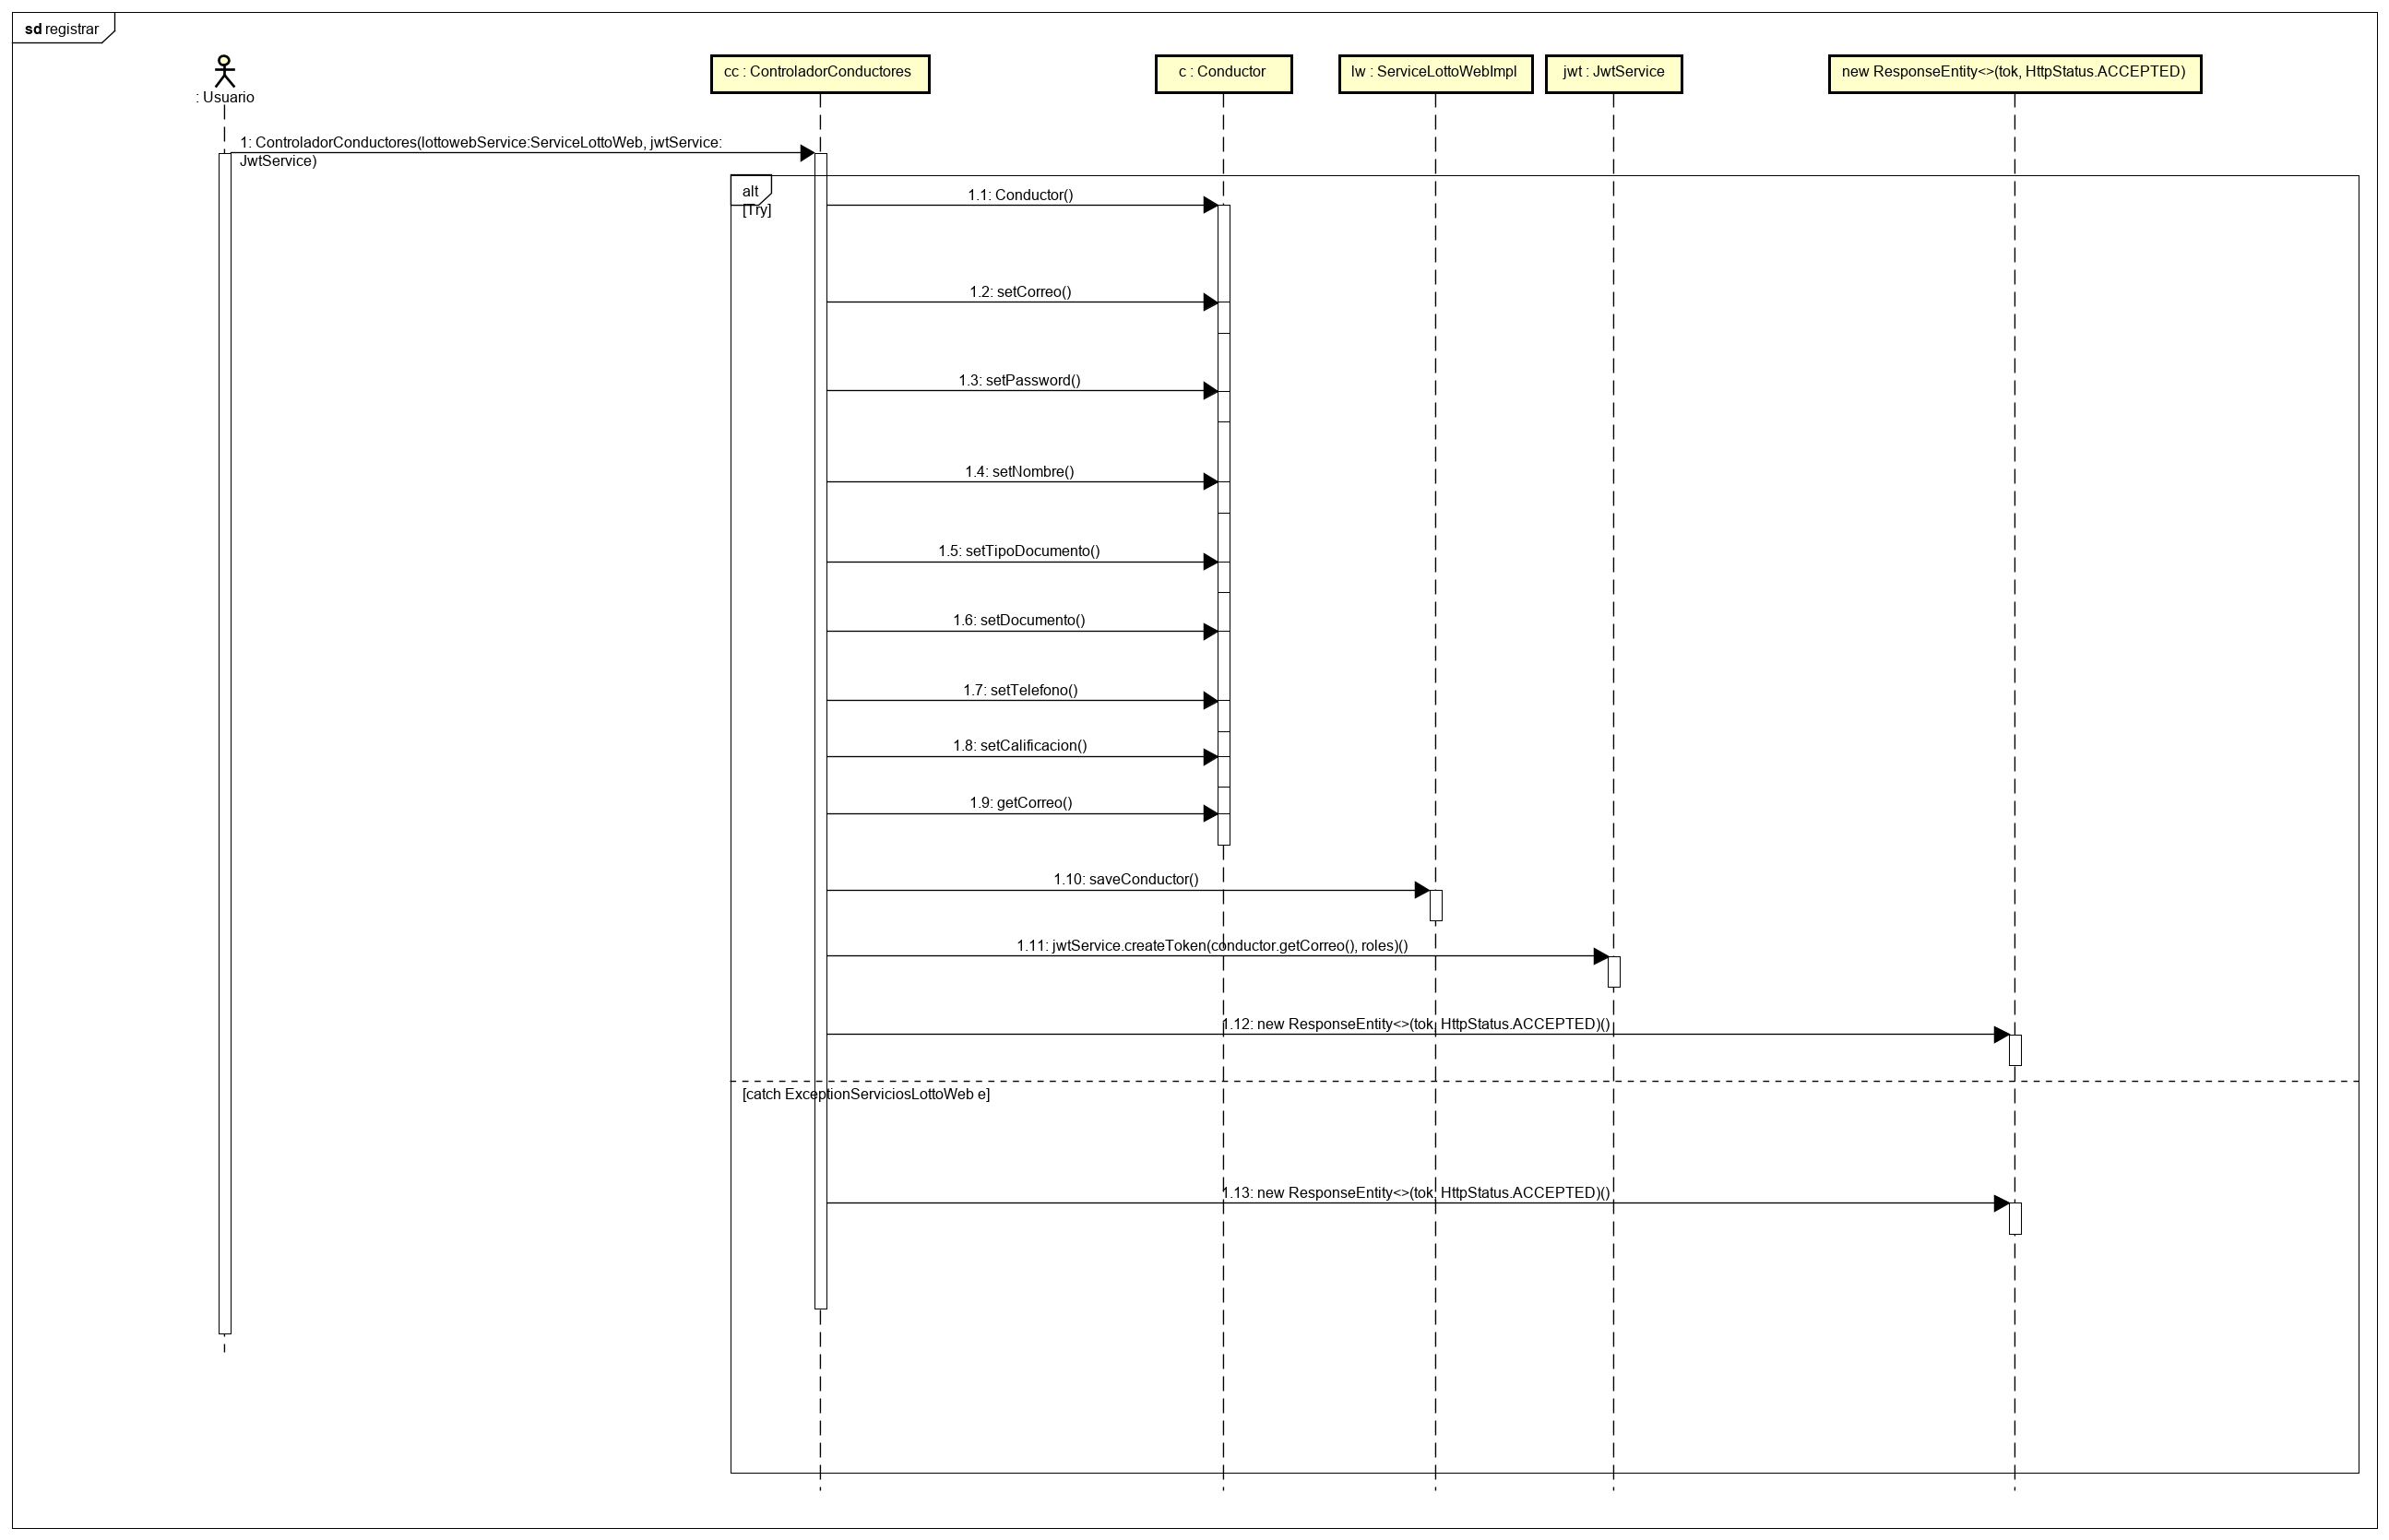 sd registrar
: Usuario
cc : ControladorConductores
c : Conductor
lw : ServiceLottoWebImpl
jwt : JwtService
new ResponseEntity<>(tok, HttpStatus.ACCEPTED)
1: ControladorConductores(lottowebService:ServiceLottoWeb, jwtService:
JwtService)
alt
[Try]
1.1: Conductor()
1.2: setCorreo()
1.3: setPassword()
1.4: setNombre()
1.5: setTipoDocumento()
1.6: setDocumento()
1.7: setTelefono()
1.8: setCalificacion()
1.9: getCorreo()
1.10: saveConductor()
1.11: jwtService.createToken(conductor.getCorreo(), roles)()
1.12: new ResponseEntity<>(tok, HttpStatus.ACCEPTED)()
[catch ExceptionServiciosLottoWeb e]
1.13: new ResponseEntity<>(tok, HttpStatus.ACCEPTED)()